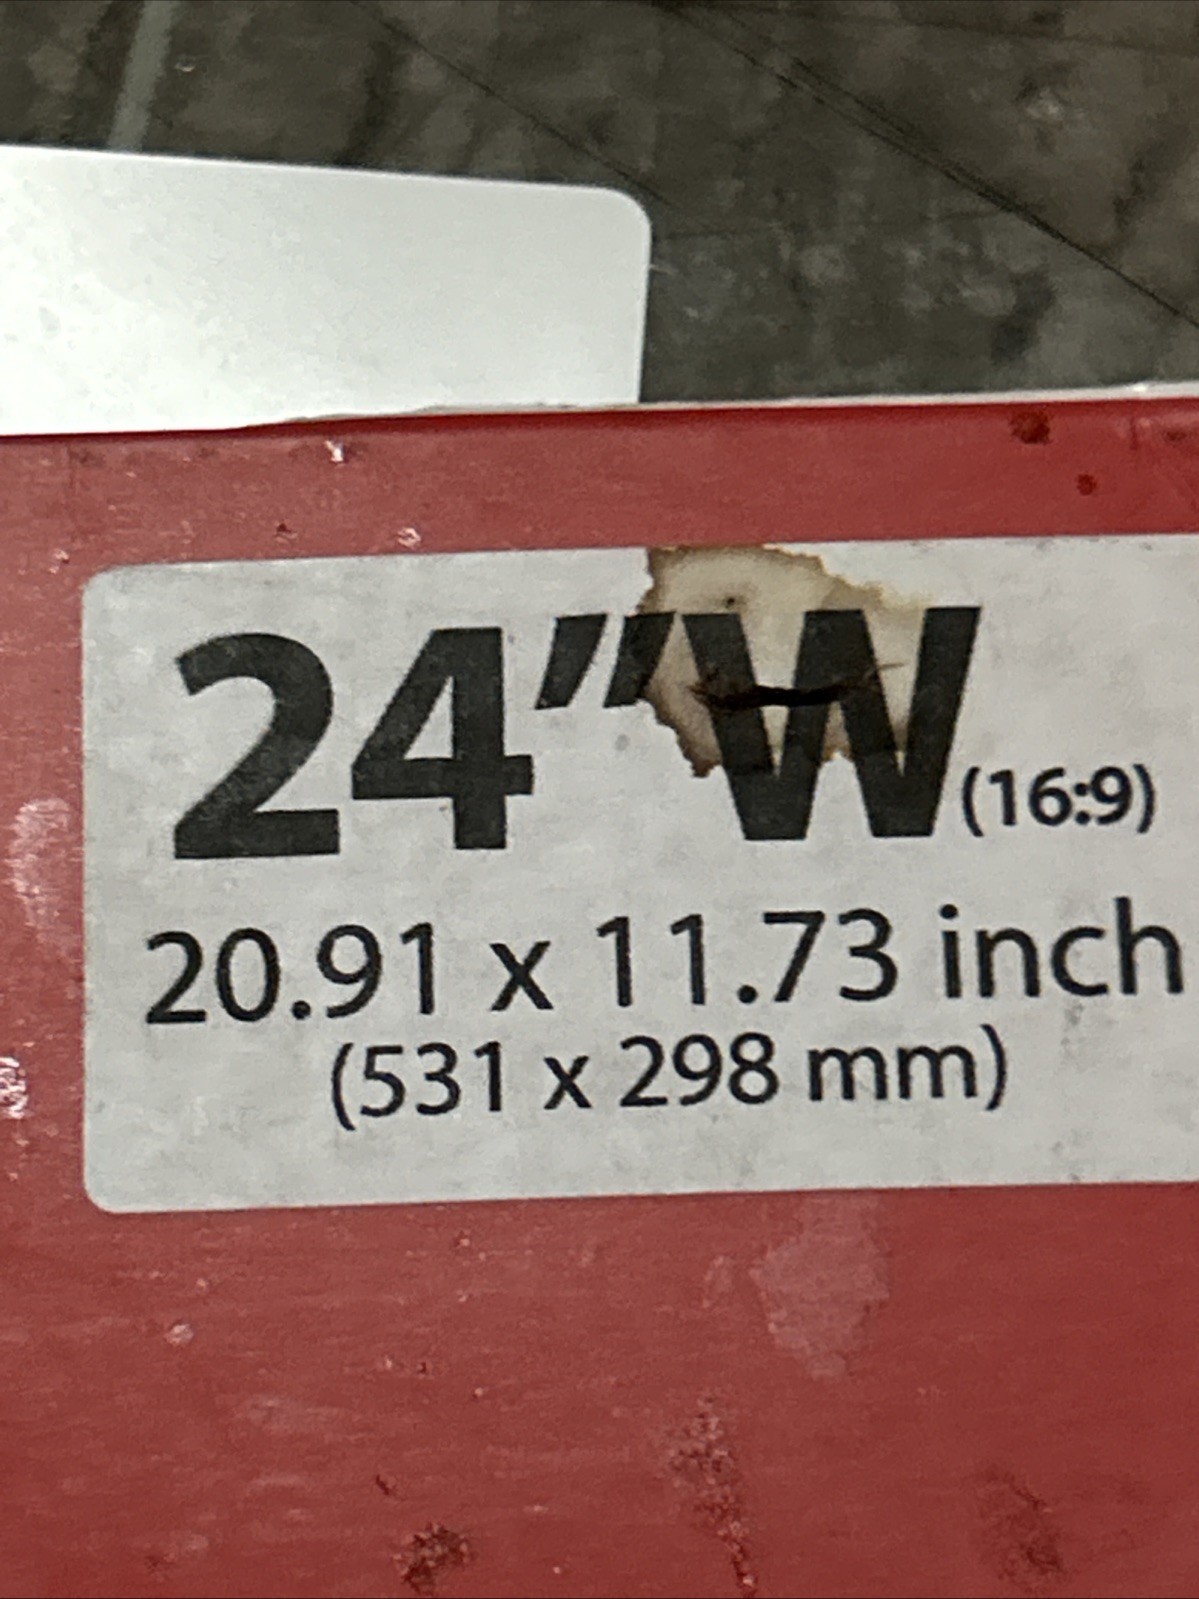 24"W (16:9)
20.91 x 11.73 inch
(531 x 298 mm)